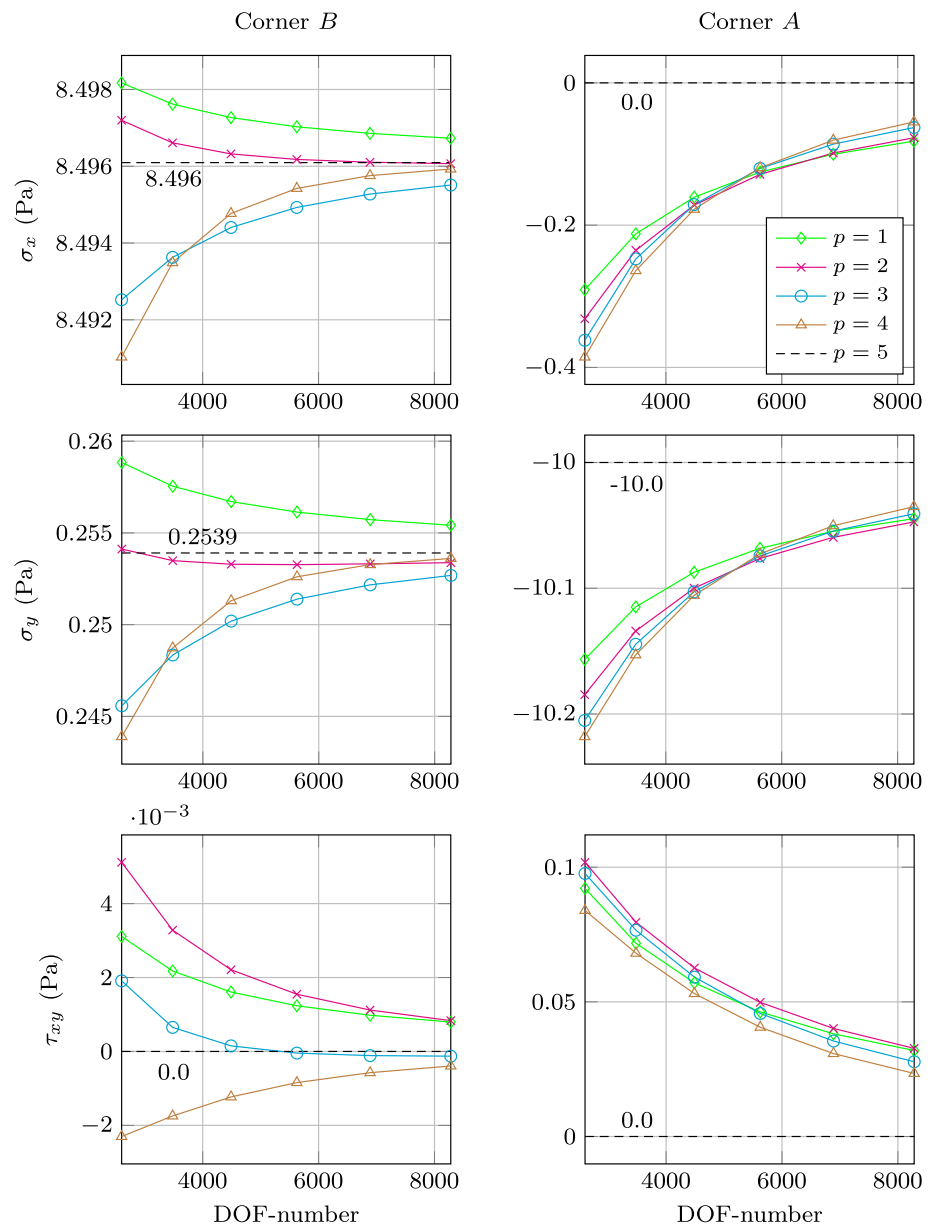 Corner B
Corner A
σx (Pa)
8.498
8.496
8.494
8.492
8.496
4000 6000 8000
0
−0.2
−0.4
0.0
p = 1
p = 2
p = 3
p = 4
p = 5
4000 6000 8000
σy (Pa)
0.26
0.255
0.25
0.245
0.2539
4000 6000 8000
−10
−10.1
−10.2
-10.0
4000 6000 8000
·10−3
τxy (Pa)
4
2
0
−2
0.0
4000 6000 8000
DOF-number
0.1
0.05
0
0.0
4000 6000 8000
DOF-number